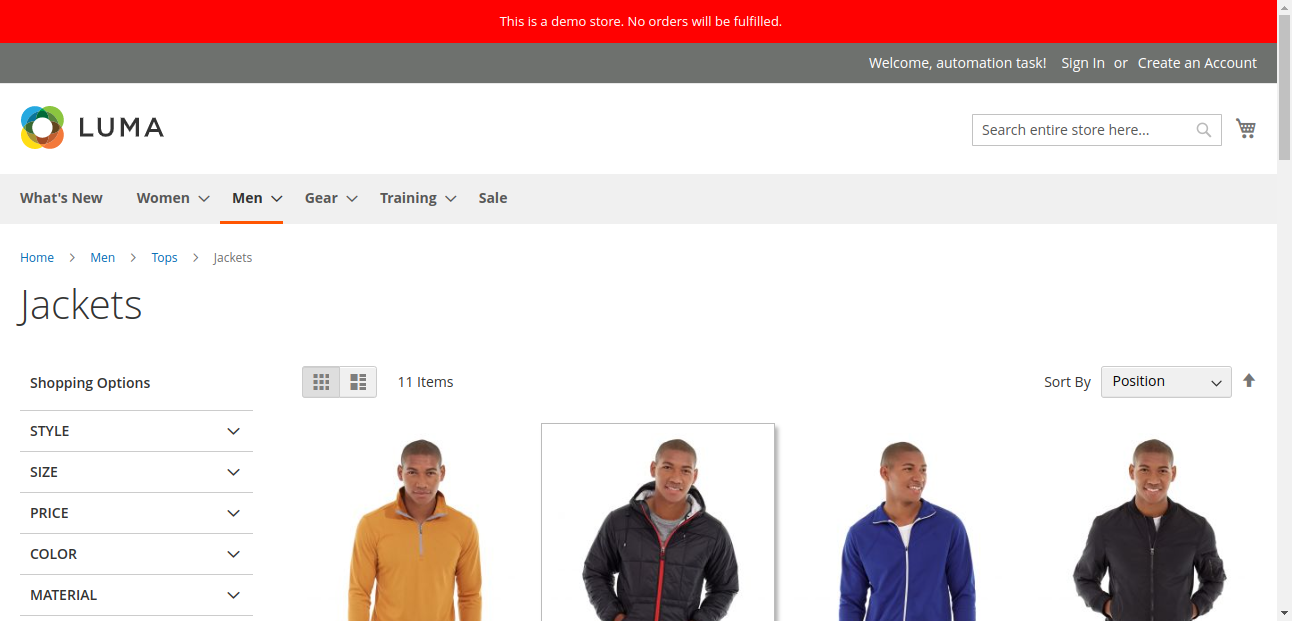 This is a demo store. No orders will be fulfilled.
Welcome, automation task! Sign In or Create an Account
LUMA
Search entire store here...
What's New Women Men Gear Training Sale
Home Men Tops Jackets
Jackets
Shopping Options
11 Items
Sort By Position
STYLE
SIZE
PRICE
COLOR
MATERIAL